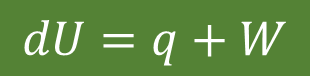 dU = q + W